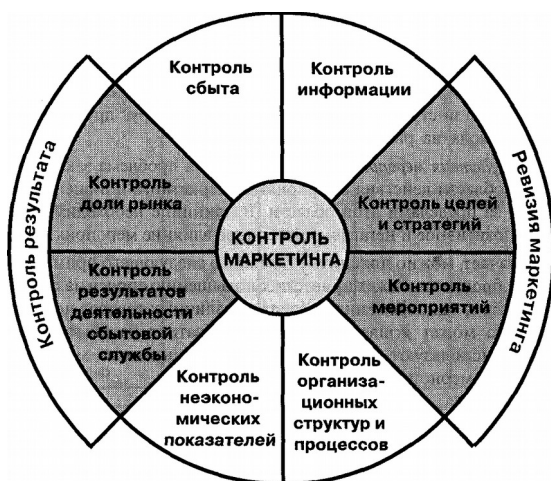 Контроль
сбыта
Контроль
информации
Контроль результата
Контроль
доли рынка
Контроль целей
и стратегий
Ревизия маркетинга
КОНТРОЛЬ
МАРКЕТИНГА
Контроль
результатов
деятельности
сбытовой
службы
Контроль
мероприятий
Контроль
неэконо-
мических
показателей
Контроль
организа-
ционных
структур и
процессов